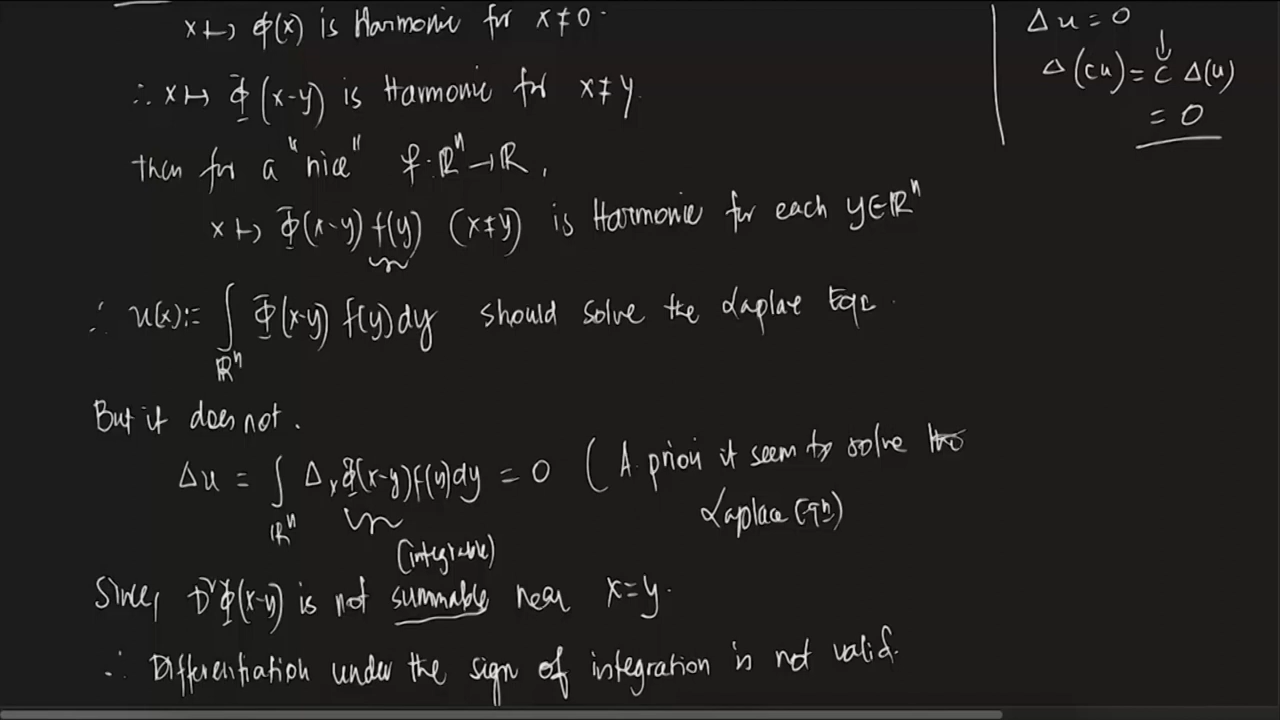 x ↦ Φ(x) is Harmonic for x ≠ 0.
∴ x ↦ Φ(x-y) is Harmonic for x ≠ y.
then for a "nice" f: ℝⁿ → ℝ,
x ↦ Φ(x-y) f(y) (x ≠ y) is Harmonic for each y ∈ ℝⁿ
∴ u(x) := ∫_ℝⁿ Φ(x-y) f(y) dy should solve the Laplace Eqn.
But it does not.
Δu = ∫_ℝⁿ Δₓ Φ(x-y) f(y) dy = 0 (A priori it seem to solve the
Laplace Eqn)
(integrable)
Since, D²Φ(x-y) is not summable near x = y.
∴ Differentiation under the sign of integration is not valid.
Δu = 0
Δ(cu) = c Δ(u)
= 0